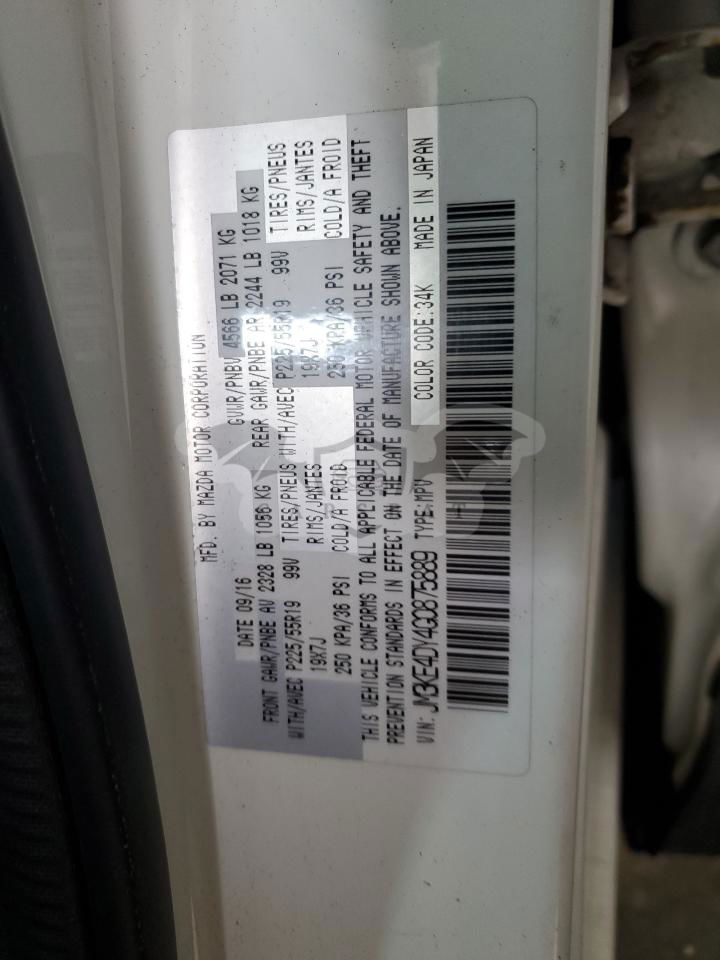 MFD. BY MAZDA MOTOR CORPORATION
DATE 09/16 GVWR/PNBV 4566 LB 2071 KG
FRONT GAWR/PNBE AV 2328 LB 1056 KG REAR GAWR/PNBE AR 2244 LB 1018 KG
WITH/AVEC P225/55R19 99V TIRES/PNEUS WITH/AVEC P225/55R19 99V TIRES/PNEUS
19X7J RIMS/JANTES 19X7J RIMS/JANTES
250 KPA/36 PSI COLD/A FROID 250 KPA/36 PSI COLD/A FROID
THIS VEHICLE CONFORMS TO ALL APPLICABLE FEDERAL MOTOR VEHICLE SAFETY AND THEFT
PREVENTION STANDARDS IN EFFECT ON THE DATE OF MANUFACTURE SHOWN ABOVE.
VIN: JM3KE4DY4G0875889 TYPE: MPV COLOR CODE: 34K MADE IN JAPAN